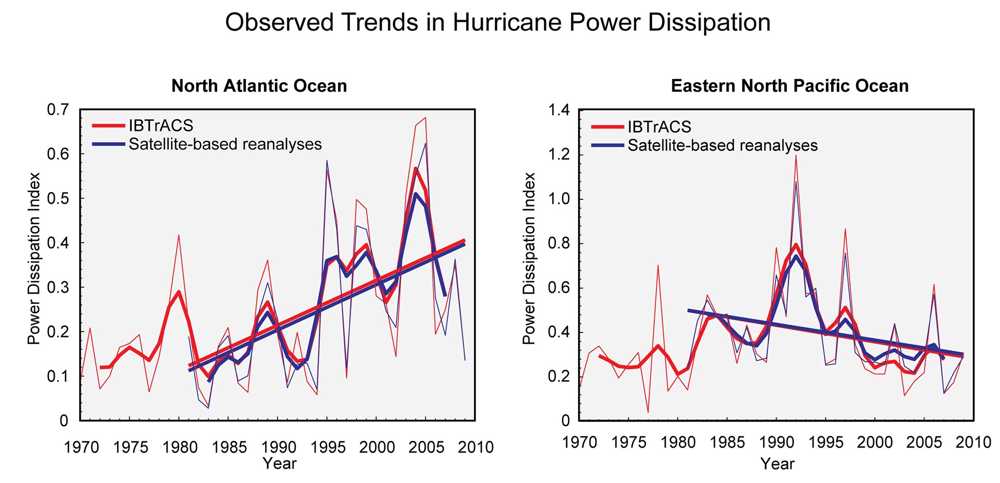 Observed Trends in Hurricane Power Dissipation
North Atlantic Ocean
0.7
0.6
0.5
0.4
0.3
0.2
0.1
0
Power Dissipation Index
IBTrACS
Satellite-based reanalyses
1970 1975 1980 1985 1990 1995 2000 2005 2010
Year
Eastern North Pacific Ocean
1.4
1.2
1.0
0.8
0.6
0.4
0.2
0
Power Dissipation Index
IBTrACS
Satellite-based reanalyses
1970 1975 1980 1985 1990 1995 2000 2005 2010
Year